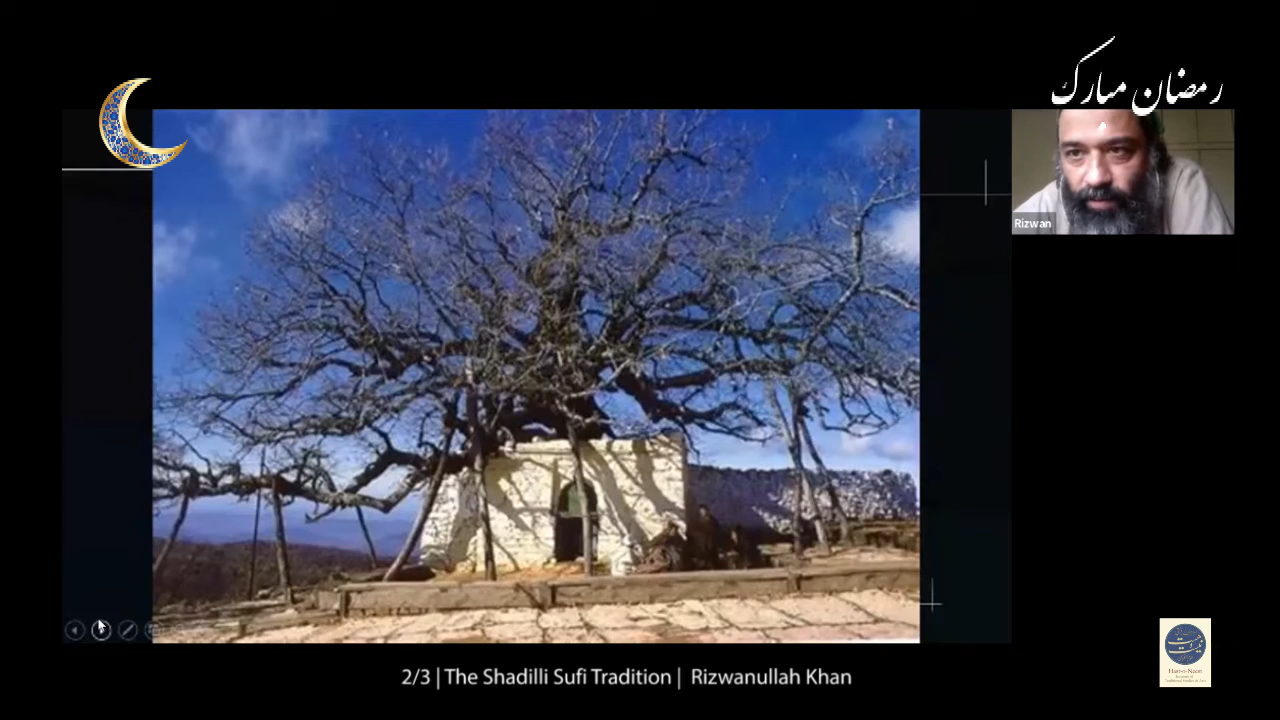 رمضان مبارک
Rizwan
2/3 | The Shadilli Sufi Tradition | Rizwanullah Khan